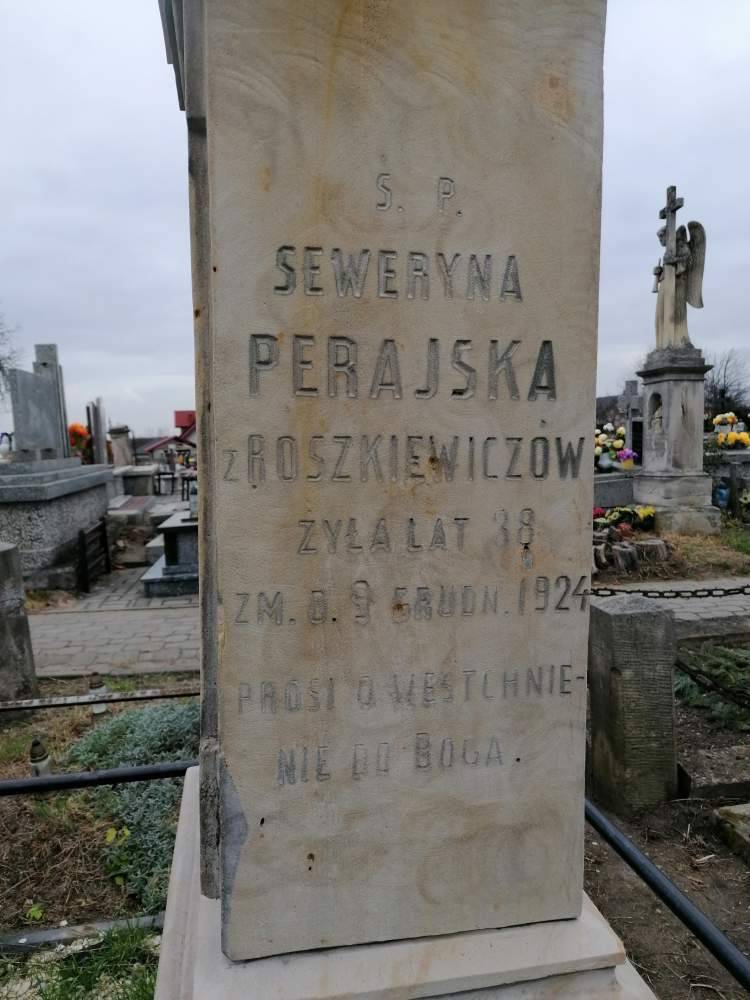 Ś. P.
SEWERYNA
PERAJSKA
z ROSZKIEWICZÓW
ŻYŁA LAT 38
ZM. D. 9 GRUDN. 1924
PROSI O WESTCHNIE-
NIE DO BOGA.